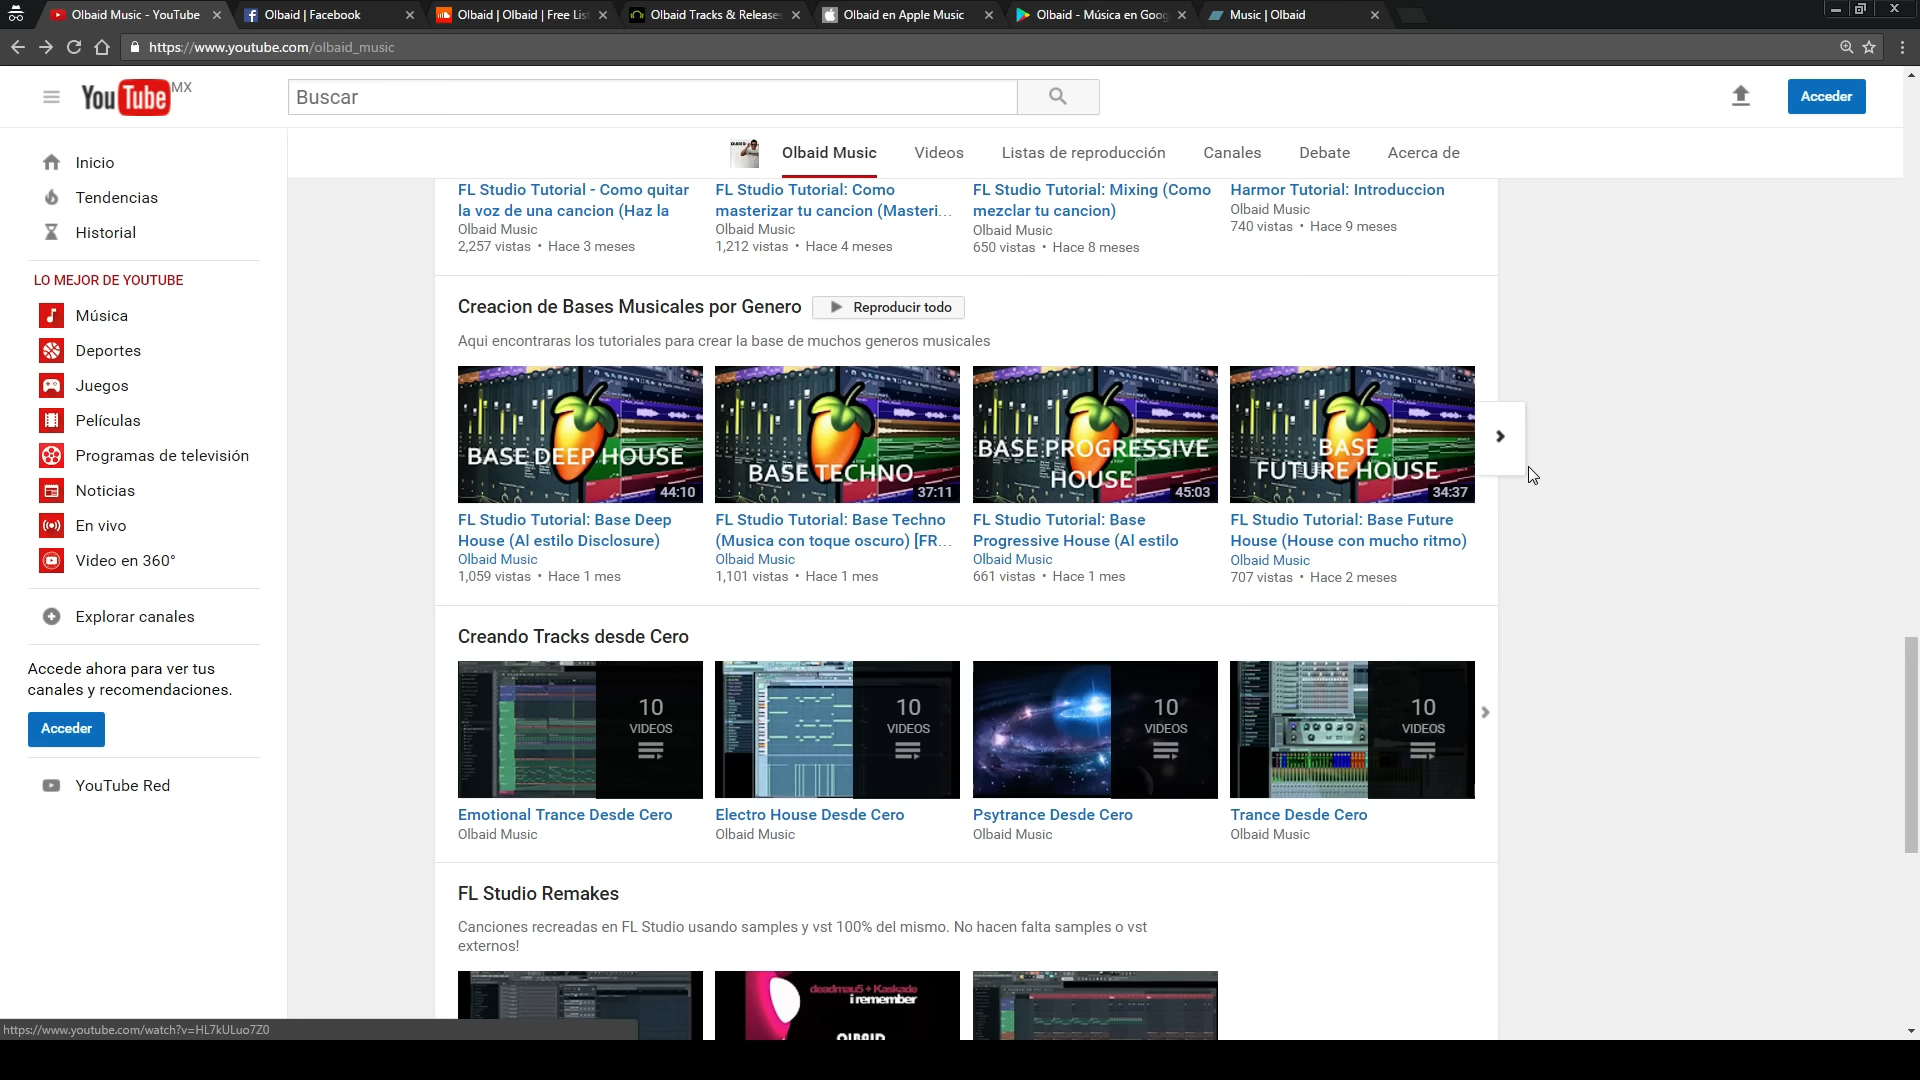 Olbaid Music - YouTube
Olbaid | Facebook
Olbaid | Olbaid | Free Lis
Olbaid Tracks & Releases
Olbaid en Apple Music
Olbaid - Música en Goog
Music | Olbaid
https://www.youtube.com/olbaid_music
YouTube MX
Buscar
Acceder
Olbaid Music
Videos
Listas de reproducción
Canales
Debate
Acerca de
Inicio
Tendencias
Historial
LO MEJOR DE YOUTUBE
Música
Deportes
Juegos
Películas
Programas de televisión
Noticias
En vivo
Video en 360°
Explorar canales
Accede ahora para ver tus
canales y recomendaciones.
Acceder
YouTube Red
FL Studio Tutorial - Como quitar
la voz de una cancion (Haz la
Olbaid Music
2,257 vistas • Hace 3 meses
FL Studio Tutorial: Como
masterizar tu cancion (Masteri...
Olbaid Music
1,212 vistas • Hace 4 meses
FL Studio Tutorial: Mixing (Como
mezclar tu cancion)
Olbaid Music
650 vistas • Hace 8 meses
Harmor Tutorial: Introduccion
Olbaid Music
740 vistas • Hace 9 meses
Creacion de Bases Musicales por Genero
Reproducir todo
Aqui encontraras los tutoriales para crear la base de muchos generos musicales
BASE DEEP HOUSE
44:10
FL Studio Tutorial: Base Deep
House (Al estilo Disclosure)
Olbaid Music
1,059 vistas • Hace 1 mes
BASE TECHNO
37:11
FL Studio Tutorial: Base Techno
(Musica con toque oscuro) [FR...
Olbaid Music
1,101 vistas • Hace 1 mes
BASE PROGRESSIVE
HOUSE
45:03
FL Studio Tutorial: Base
Progressive House (Al estilo
Olbaid Music
661 vistas • Hace 1 mes
BASE
FUTURE HOUSE
34:37
FL Studio Tutorial: Base Future
House (House con mucho ritmo)
Olbaid Music
707 vistas • Hace 2 meses
Creando Tracks desde Cero
10
VIDEOS
Emotional Trance Desde Cero
Olbaid Music
10
VIDEOS
Electro House Desde Cero
Olbaid Music
10
VIDEOS
Psytrance Desde Cero
Olbaid Music
10
VIDEOS
Trance Desde Cero
Olbaid Music
FL Studio Remakes
Canciones recreadas en FL Studio usando samples y vst 100% del mismo. No hacen falta samples o vst
externos!
deadmau5 + Kaskade
i remember
OLBAID
https://www.youtube.com/watch?v=HL7kULuo7Z0